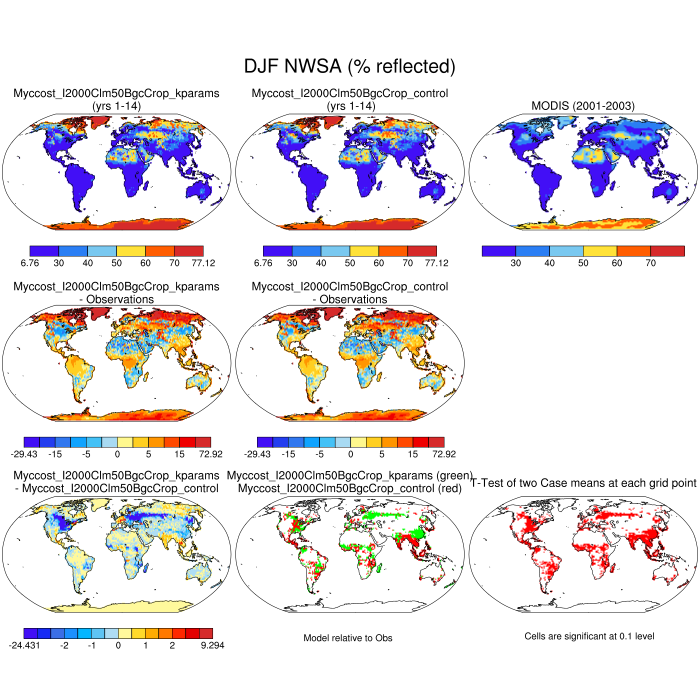 DJF NWSA (% reflected)
Myccost_I2000Clm50BgcCrop_kparams
(yrs 1-14)
Myccost_I2000Clm50BgcCrop_control
(yrs 1-14)
MODIS (2001-2003)
6.76 30 40 50 60 70 77.12
6.76 30 40 50 60 70 77.12
30 40 50 60 70
Myccost_I2000Clm50BgcCrop_kparams
- Observations
Myccost_I2000Clm50BgcCrop_control
- Observations
-29.43 -15 -5 0 5 15 72.92
-29.43 -15 -5 0 5 15 72.92
Myccost_I2000Clm50BgcCrop_kparams
- Myccost_I2000Clm50BgcCrop_control
Myccost_I2000Clm50BgcCrop_kparams (green)
Myccost_I2000Clm50BgcCrop_control (red)
T-Test of two Case means at each grid point
-24.431 -2 -1 0 1 2 9.294
Model relative to Obs
Cells are significant at 0.1 level